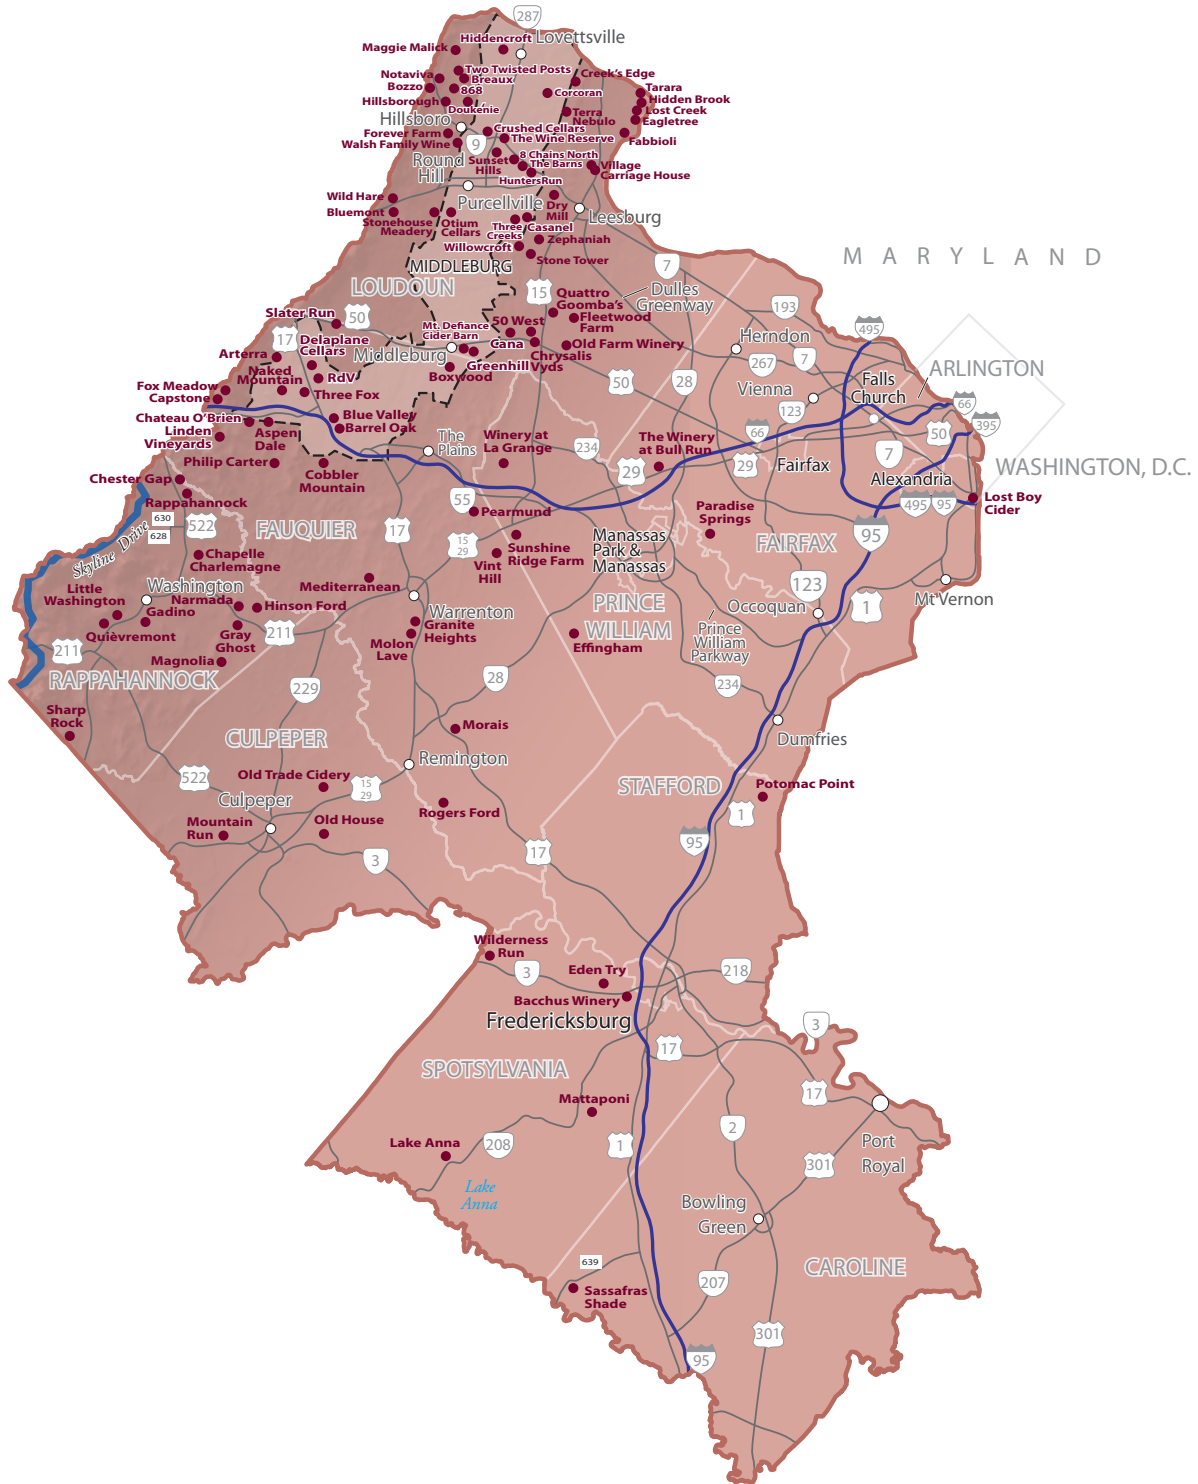 287
Hiddencroft
Lovettsville
Maggie Malick
Two Twisted Posts
Notaviva
Breaux
Creek's Edge
Bozzo
868
Corcoran
Tarara
Hillsborough
Hidden Brook
Doukenie
Lost Creek
Terra
Nebulo
Eagletree
Hillsboro
Crushed Cellars
Forever Farm
The Wine Reserve
Fabbioli
Walsh Family Wine
9
Round
Hill
Sunset
Hills
8 Chains North
The Barns
Village
Carriage House
HuntersRun
Wild Hare
Purcellville
Dry
Mill
Bluemont
Leesburg
Stonehouse
Meadery
Otium
Cellars
Three
Creeks
Casanel
Willowcroft
Zephaniah
Stone Tower
MARYLAND
MIDDLEBURG
7
LOUDOUN
15
Quattro
Goomba's
Dulles
Greenway
193
Slater Run
50
Fleetwood
Farm
495
17
Mt. Defiance
Cider Barn
50 West
Herndon
Delaplane
Cellars
Middleburg
Cana
Old Farm Winery
Arterra
Greenhill
Chrysalis
Vyds
267
7
ARLINGTON
Naked
Mountain
RdV
Boxwood
50
28
Vienna
Falls
Church
Fox Meadow
Three Fox
Capstone
66
Chateau O'Brien
Blue Valley
123
395
Linden
Vineyards
Aspen
Dale
Barrel Oak
The
Plains
Winery at
La Grange
234
The Winery
at Bull Run
66
50
7
WASHINGTON, D.C.
Philip Carter
Cobbler
Mountain
29
29
Fairfax
Chester Gap
Alexandria
Rappahannock
55
Pearmund
Paradise
Springs
495
95
Lost Boy
Cider
630
522
FAUQUIER
17
628
Skyline Drive
15
29
Sunshine
Ridge Farm
Manassas
Park &
Manassas
FAIRFAX
95
Chapelle
Charlemagne
Vint
Hill
Little
Washington
Washington
Mediterranean
123
Narmada
Hinson Ford
PRINCE
WILLIAM
Occoquan
1
Mt Vernon
Gadino
Warrenton
Quièvremont
Gray
Ghost
211
Granite
Heights
Prince
William
Parkway
211
Molon
Lave
Effingham
Magnolia
RAPPAHANNOCK
229
28
234
Sharp
Rock
Morais
CULPEPER
Dumfries
Remington
522
Old Trade Cidery
15
29
STAFFORD
Potomac Point
Culpeper
Rogers Ford
1
Mountain
Run
Old House
95
3
17
Wilderness
Run
3
Eden Try
218
Bacchus Winery
Fredericksburg
3
17
SPOTSYLVANIA
17
Mattaponi
2
Port
Royal
Lake Anna
208
1
301
Lake
Anna
Bowling
Green
639
CAROLINE
Sassafras
Shade
207
301
95